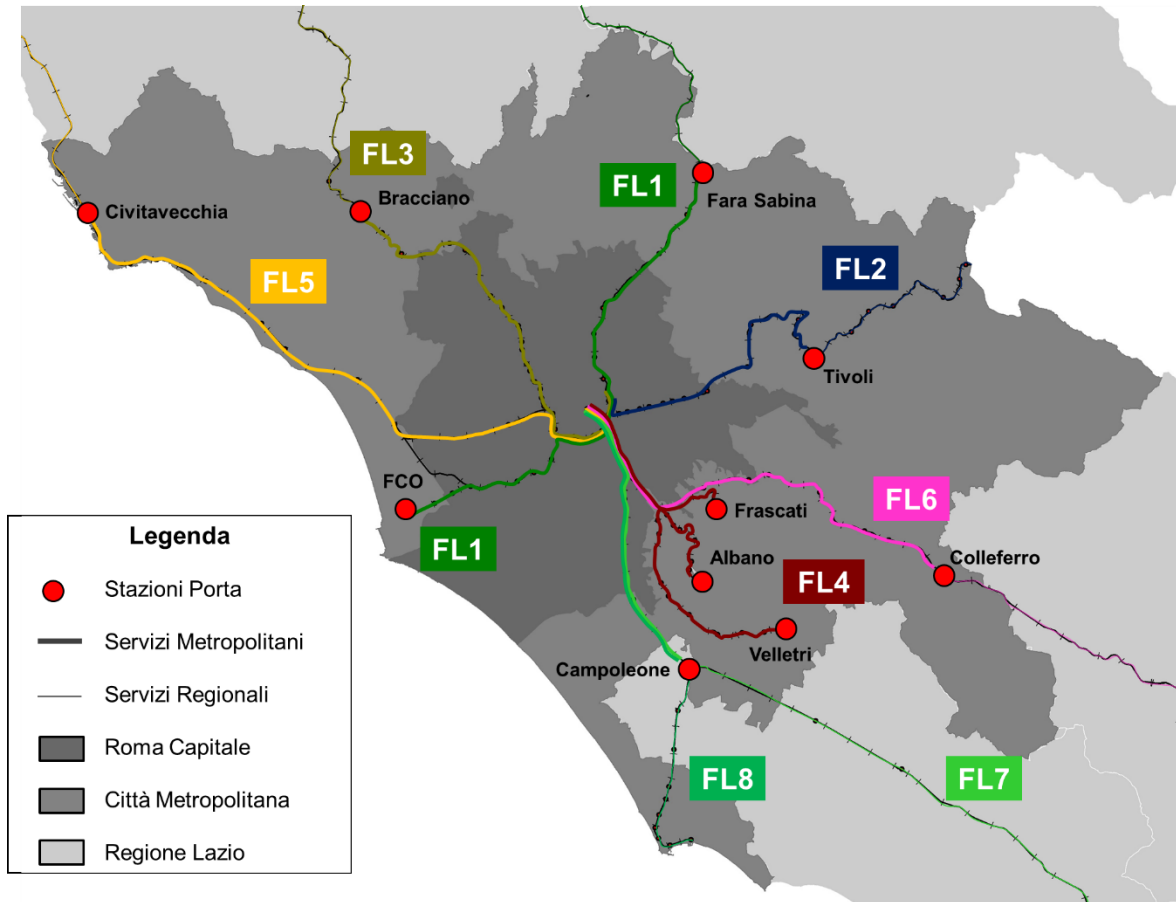 FL3
FL1
Bracciano
Fara Sabina
Civitavecchia
FL5
FL2
Tivoli
FCO
FL1
Frascati
FL6
Albano
Colleferro
FL4
Velletri
Campoleone
FL8
FL7
Legenda
Stazioni Porta
Servizi Metropolitani
Servizi Regionali
Roma Capitale
Città Metropolitana
Regione Lazio